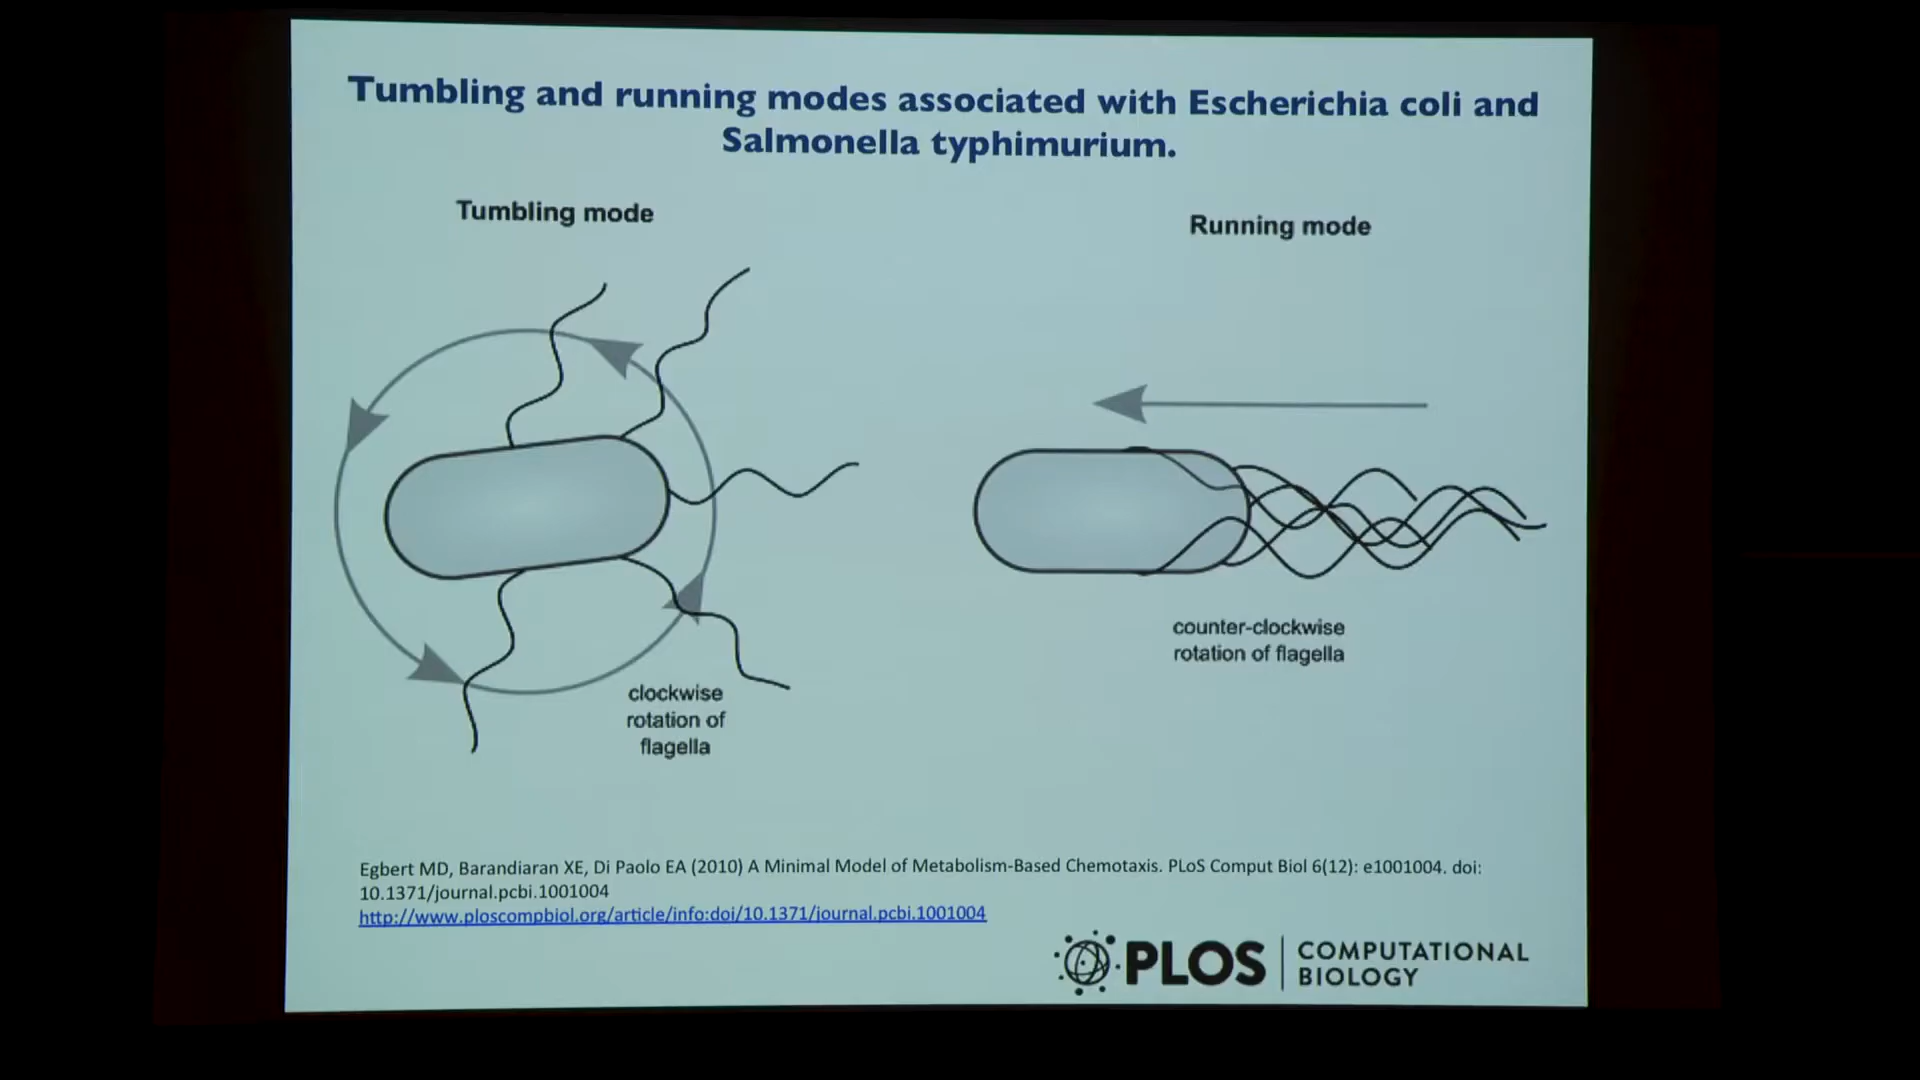 Tumbling and running modes associated with Escherichia coli and
Salmonella typhimurium.
Tumbling mode
Running mode
counter-clockwise
rotation of flagella
clockwise
rotation of
flagella
Egbert MD, Barandiaran XE, Di Paolo EA (2010) A Minimal Model of Metabolism-Based Chemotaxis. PLoS Comput Biol 6(12): e1001004. doi:
10.1371/journal.pcbi.1001004
http://www.ploscompbiol.org/article/info:doi/10.1371/journal.pcbi.1001004
PLOS
COMPUTATIONAL
BIOLOGY